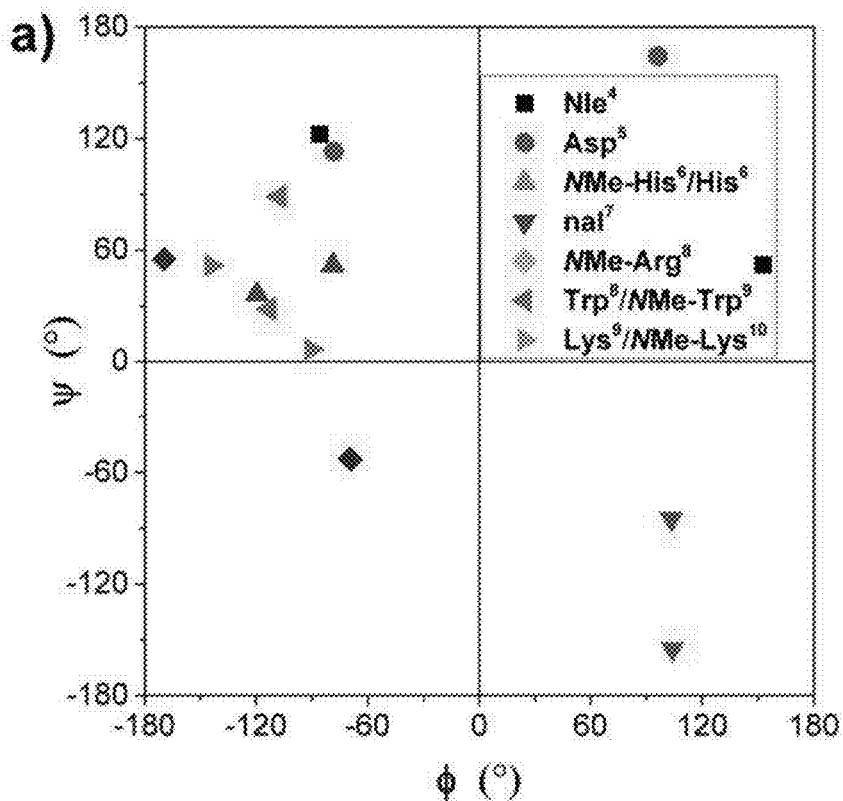 a)
180
120
60
0
-60
-120
-180
ψ (°)
Nle⁴
Asp⁵
NMe-His⁶/His⁶
nal⁷
NMe-Arg⁸
Trp⁸/NMe-Trp⁹
Lys⁹/NMe-Lys¹⁰
-180 -120 -60 0 60 120 180
ϕ (°)